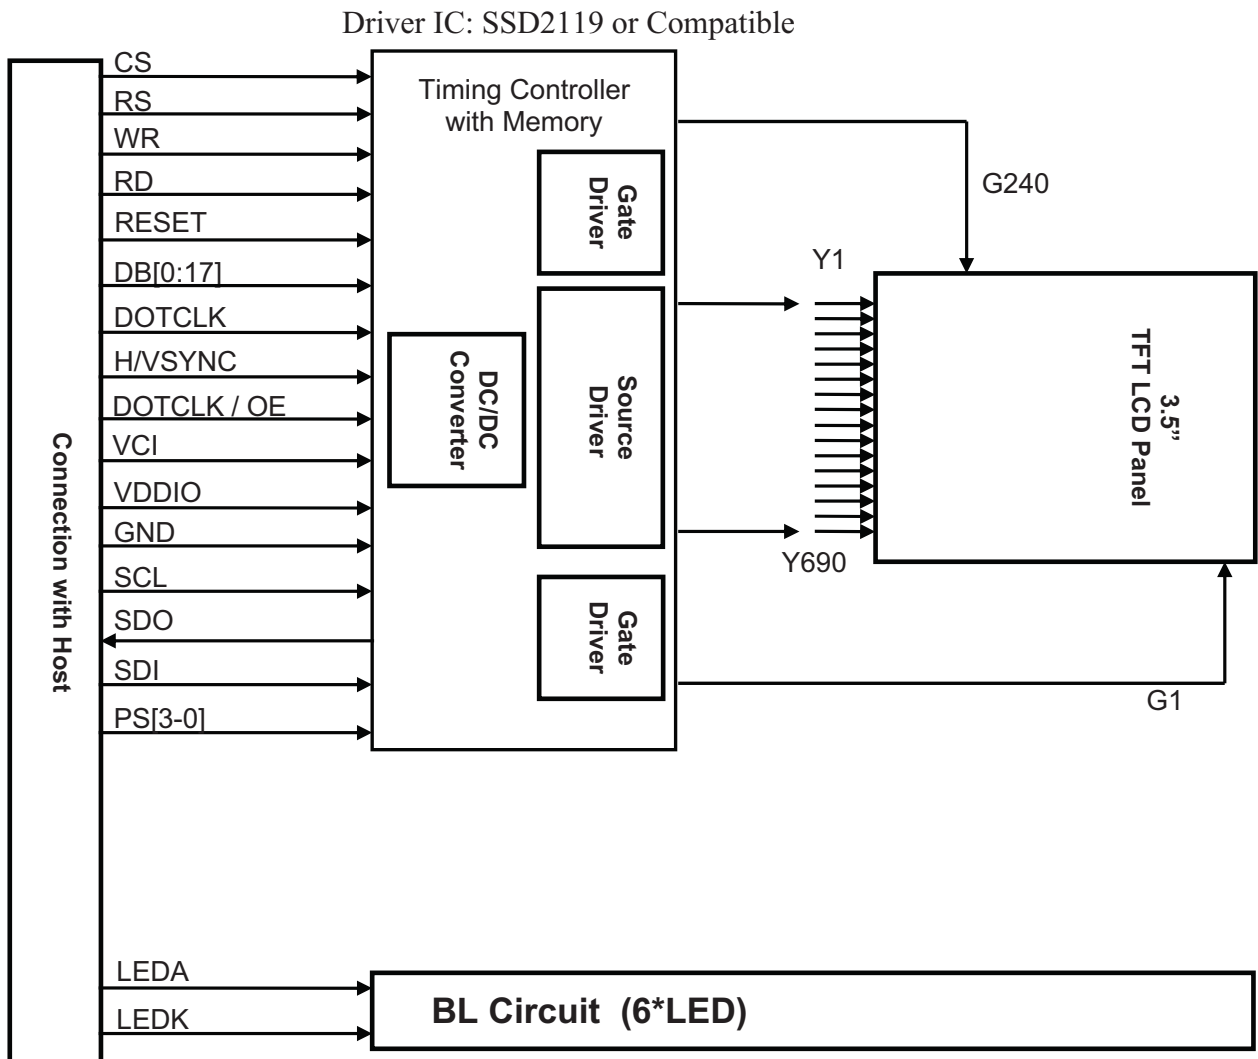 Driver IC: SSD2119 or Compatible
Connection with Host
CS
RS
WR
RD
RESET
DB[0:17]
DOTCLK
H/VSYNC
DOTCLK / OE
VCI
VDDIO
GND
SCL
SDO
SDI
PS[3-0]
LEDA
LEDK
Timing Controller
with Memory
Gate
Driver
DC/DC
Converter
Source
Driver
Gate
Driver
G240
Y1
Y690
G1
3.5”
TFT LCD Panel
BL Circuit (6*LED)